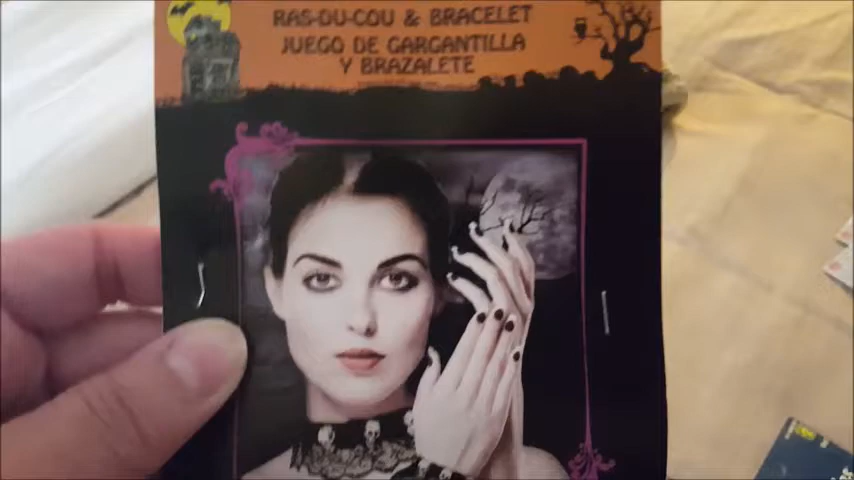 RAS-DU-COU & BRACELET
JUEGO DE GARGANTILLA
Y BRAZALETE